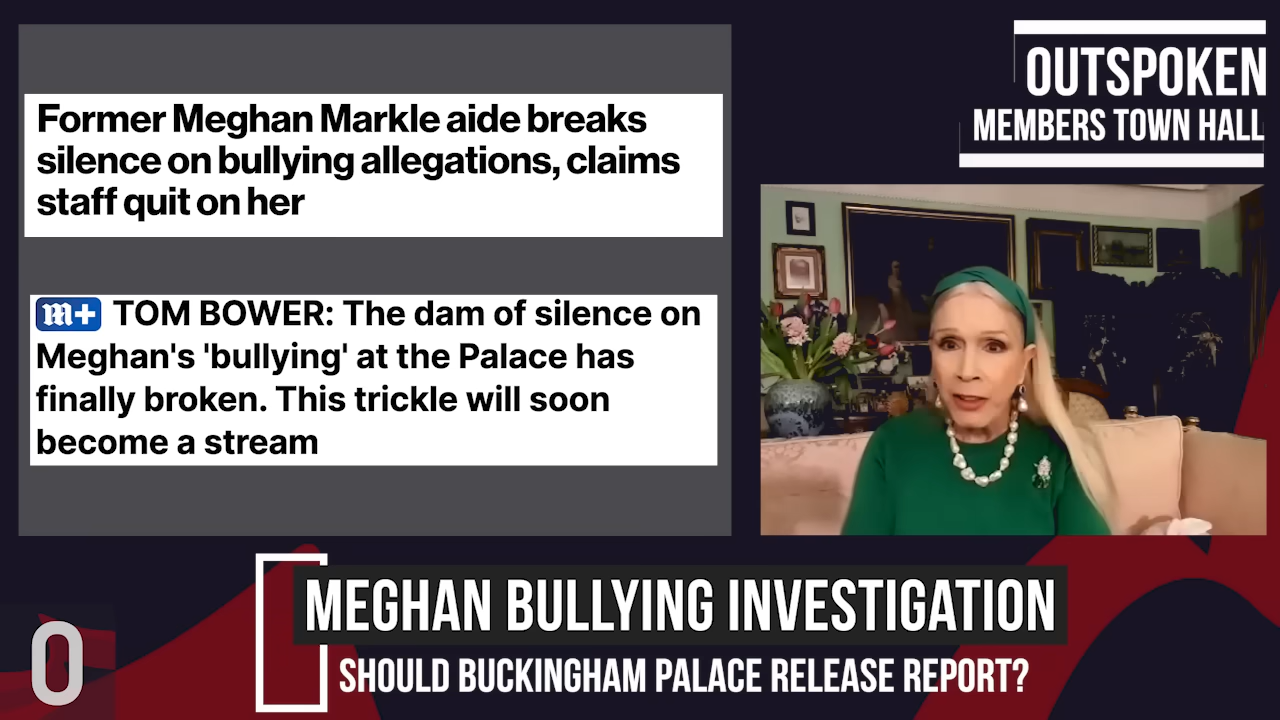 Former Meghan Markle aide breaks
silence on bullying allegations, claims
staff quit on her
m+ TOM BOWER: The dam of silence on
Meghan's 'bullying' at the Palace has
finally broken. This trickle will soon
become a stream
OUTSPOKEN
MEMBERS TOWN HALL
MEGHAN BULLYING INVESTIGATION
SHOULD BUCKINGHAM PALACE RELEASE REPORT?
O